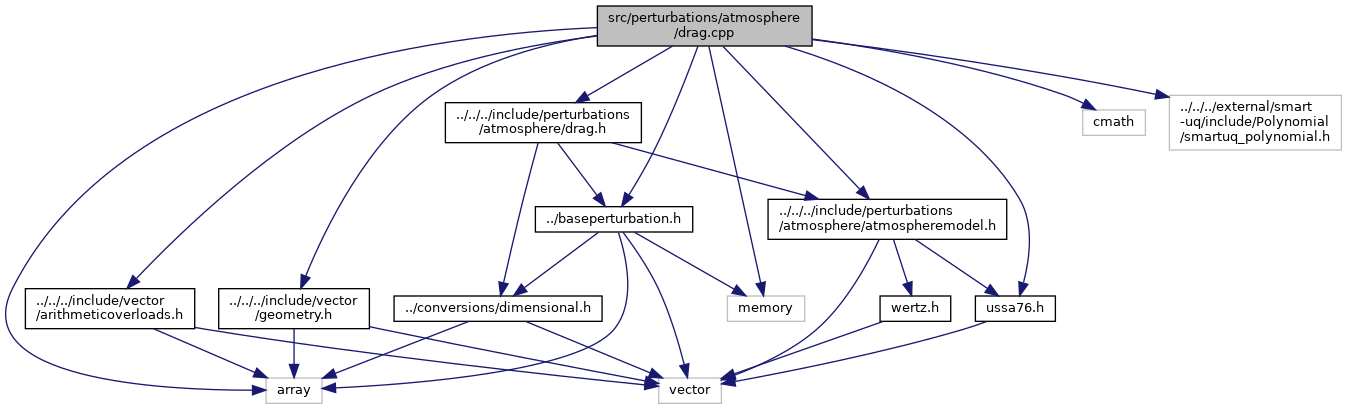 src/perturbations/atmosphere
/drag.cpp
../../../include/perturbations
/atmosphere/drag.h
cmath
../../../external/smart
-uq/include/Polynomial
/smartuq_polynomial.h
../baseperturbation.h
../../../include/perturbations
/atmosphere/atmospheremodel.h
../../../include/vector
/arithmeticoverloads.h
../../../include/vector
/geometry.h
../conversions/dimensional.h
memory
wertz.h
ussa76.h
array
vector